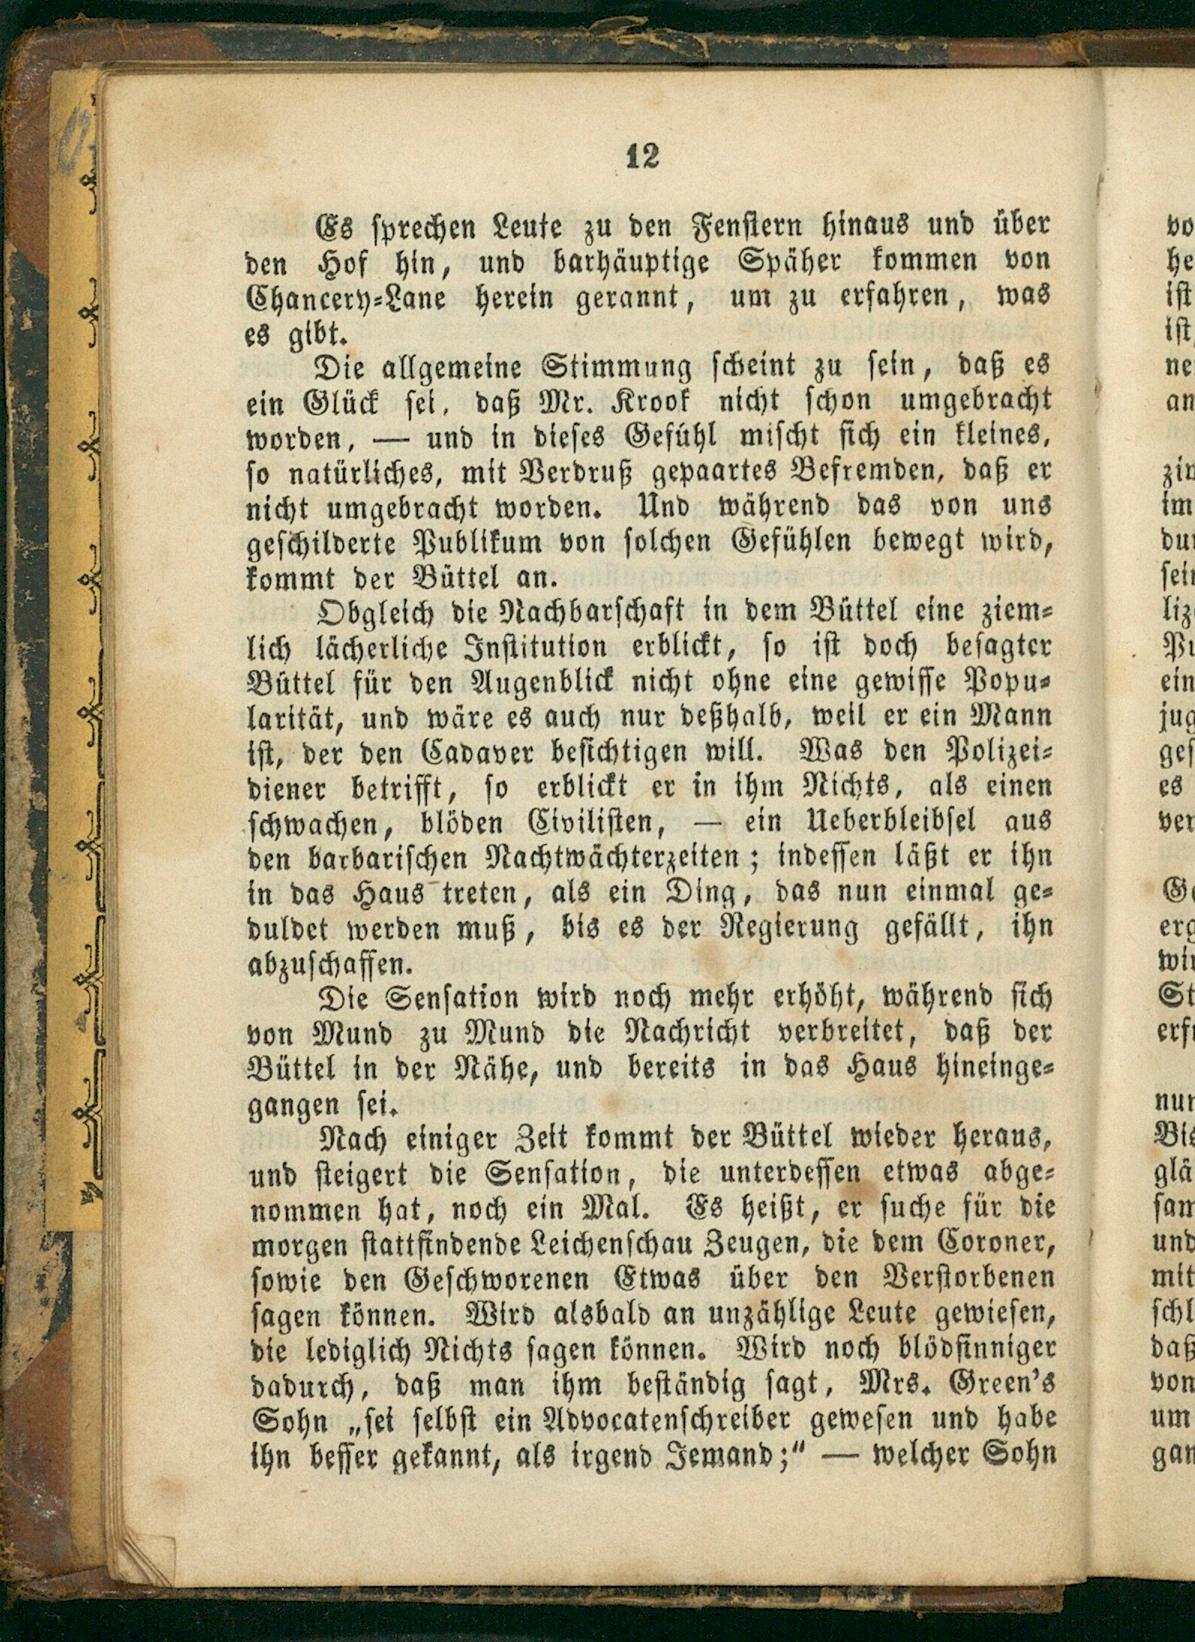 12
Es sprechen Leute zu den Fenstern hinaus und über
den Hof hin, und barhäuptige Späher kommen von
Chancery-Lane herein gerannt, um zu erfahren, was
es gibt.
Die allgemeine Stimmung scheint zu sein, daß es
ein Glück sei, daß Mr. Krook nicht schon umgebracht
worden, — und in dieses Gefühl mischt sich ein kleines,
so natürliches, mit Verdruß gepaartes Befremden, daß er
nicht umgebracht worden. Und während das von uns
geschilderte Publikum von solchen Gefühlen bewegt wird,
kommt der Büttel an.
Obgleich die Nachbarschaft in dem Büttel eine ziem-
lich lächerliche Institution erblickt, so ist doch besagter
Büttel für den Augenblick nicht ohne eine gewisse Popu-
larität, und wäre es auch nur deßhalb, weil er ein Mann
ist, der den Cadaver besichtigen will. Was den Polizei-
diener betrifft, so erblickt er in ihm Nichts, als einen
schwachen, blöden Civilisten, — ein Ueberbleibsel aus
den barbarischen Nachtwächterzeiten; indessen läßt er ihn
in das Haus treten, als ein Ding, das nun einmal ge-
duldet werden muß, bis es der Regierung gefällt, ihn
abzuschaffen.
Die Sensation wird noch mehr erhöht, während sich
von Mund zu Mund die Nachricht verbreitet, daß der
Büttel in der Nähe, und bereits in das Haus hineinge-
gangen sei.
Nach einiger Zeit kommt der Büttel wieder heraus,
und steigert die Sensation, die unterdessen etwas abge-
nommen hat, noch ein Mal. Es heißt, er suche für die
morgen stattfindende Leichenschau Zeugen, die dem Coroner,
sowie den Geschworenen Etwas über den Verstorbenen
sagen können. Wird alsbald an unzählige Leute gewiesen,
die lediglich Nichts sagen können. Wird noch blödsinniger
dadurch, daß man ihm beständig sagt, Mrs. Green's
Sohn „sei selbst ein Advocatenschreiber gewesen und habe
ihn besser gekannt, als irgend Jemand;“ — welcher Sohn